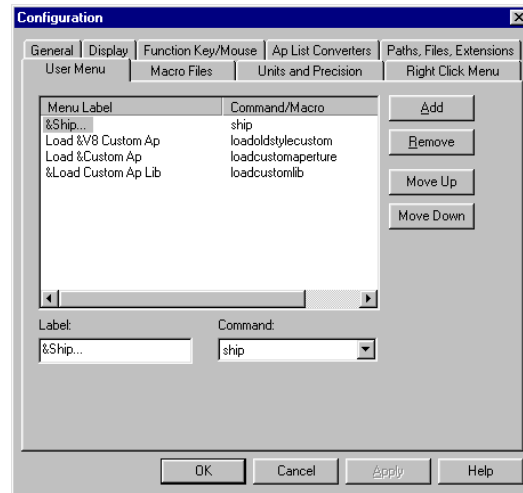 Configuration
General Display Function Key/Mouse Ap List Converters Paths, Files, Extensions
User Menu Macro Files Units and Precision Right Click Menu
Menu Label Command/Macro
&Ship... ship
Load &V8 Custom Ap loadoldstylecustom
Load &Custom Ap loadcustomaperture
&Load Custom Ap Lib loadcustomlib
Add
Remove
Move Up
Move Down
Label: Command:
&Ship... ship
OK Cancel Apply Help